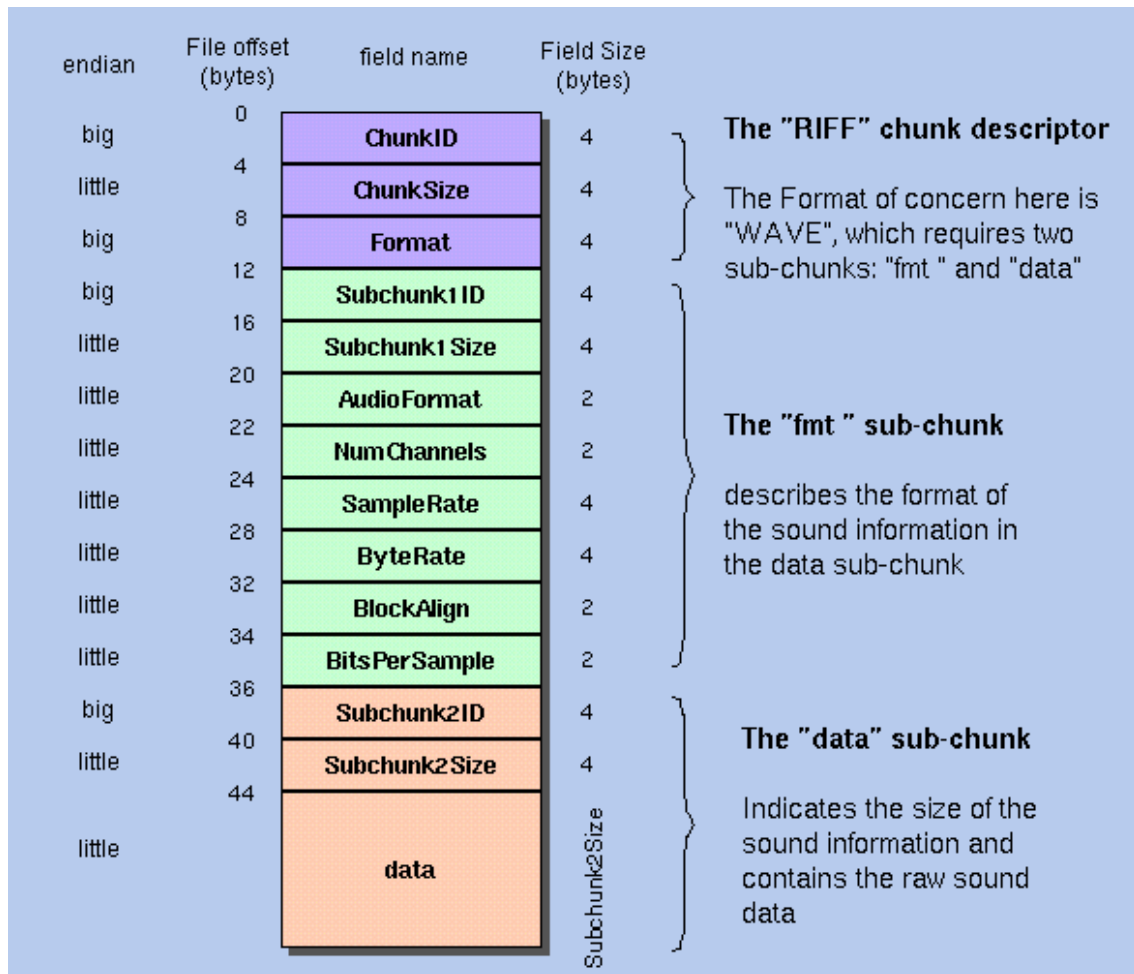 endian
File offset
(bytes)
field name
Field Size
(bytes)
0
big
ChunkID
4
4
little
ChunkSize
4
8
big
Format
4
12
big
Subchunk1ID
4
16
little
Subchunk1Size
4
20
little
AudioFormat
2
22
little
NumChannels
2
24
little
SampleRate
4
28
little
ByteRate
4
32
little
BlockAlign
2
34
little
BitsPerSample
2
36
big
Subchunk2ID
4
40
little
Subchunk2Size
4
44
little
data
Subchunk2Size
The "RIFF" chunk descriptor
The Format of concern here is
"WAVE", which requires two
sub-chunks: "fmt " and "data"
The "fmt " sub-chunk
describes the format of
the sound information in
the data sub-chunk
The "data" sub-chunk
Indicates the size of the
sound information and
contains the raw sound
data